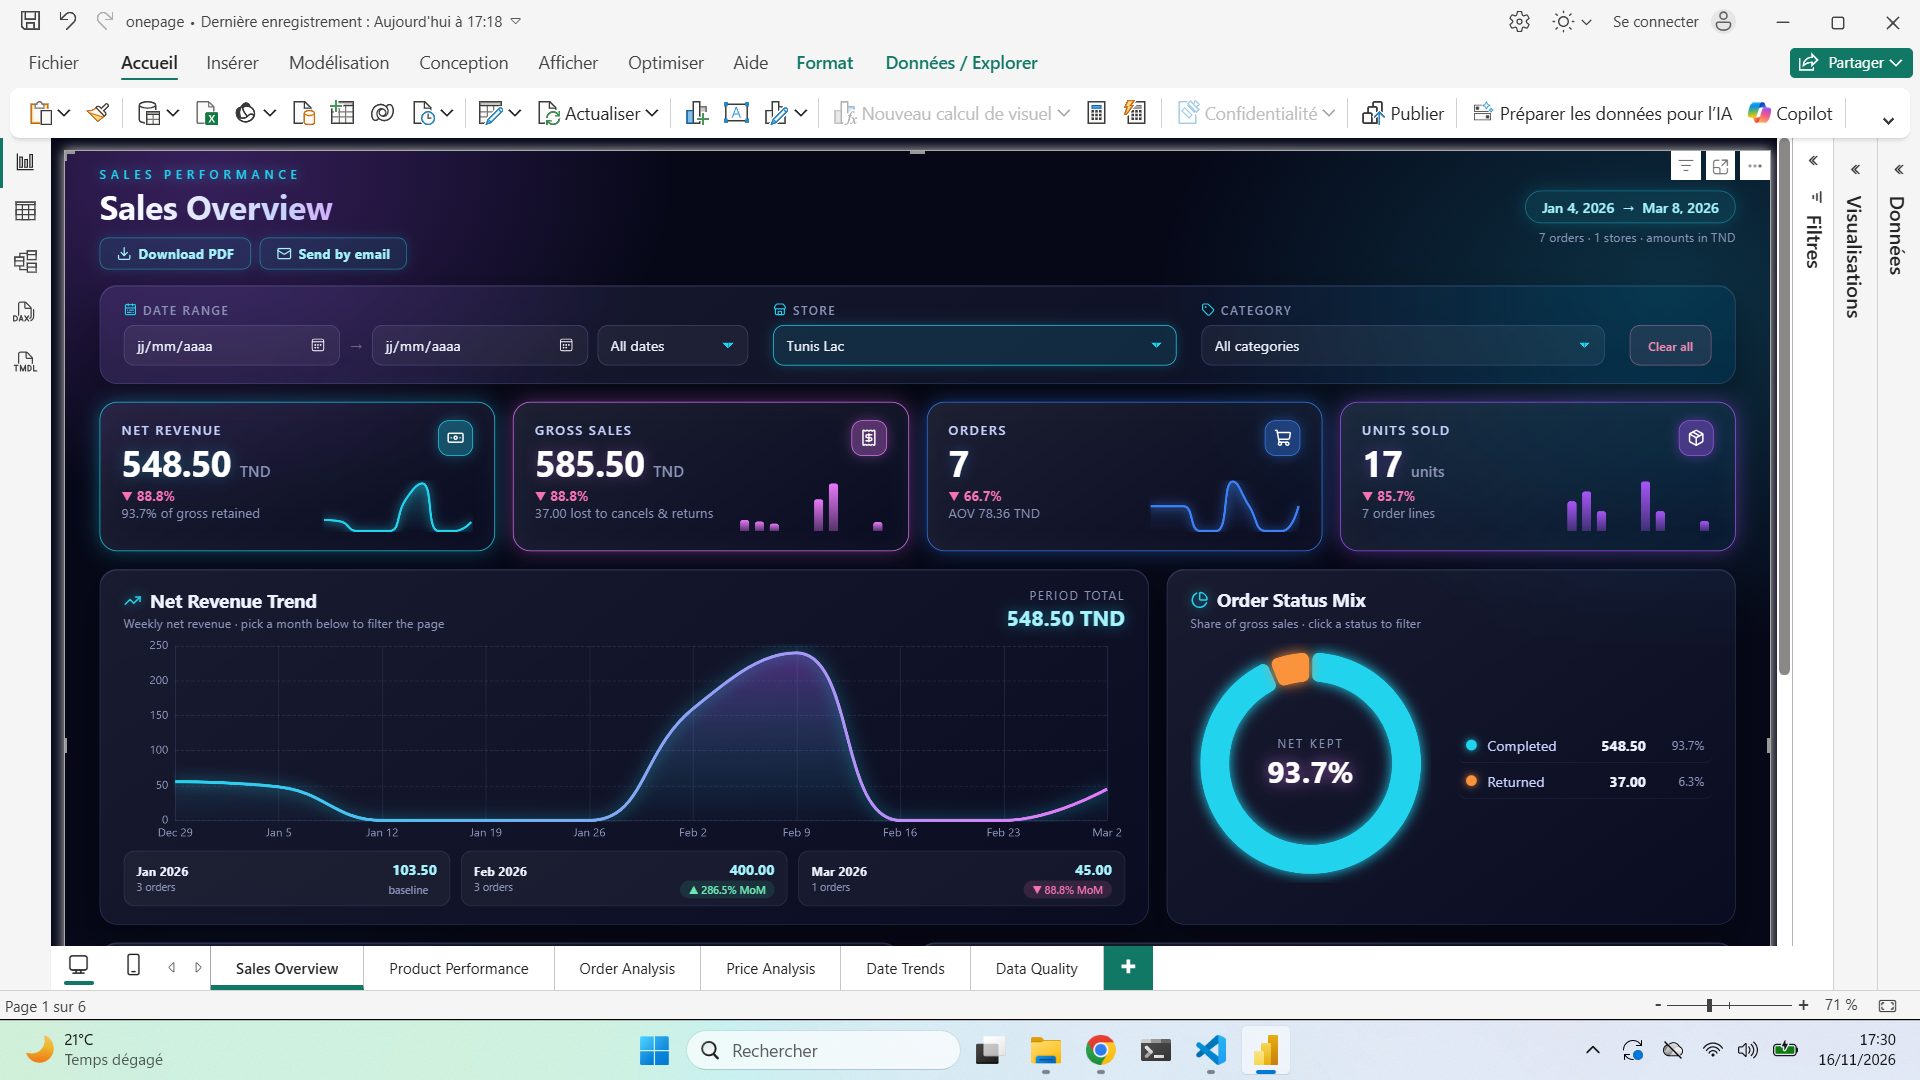 onepage • Dernière enregistrement : Aujourd'hui à 17:18
Se connecter
Fichier Accueil Insérer Modélisation Conception Afficher Optimiser Aide Format Données / Explorer
Partager
Actualiser
Nouveau calcul de visuel
Confidentialité
Publier
Préparer les données pour l'IA
Copilot
DAX
TMDL
SALES PERFORMANCE
Sales Overview
Download PDF
Send by email
Jan 4, 2026 → Mar 8, 2026
7 orders · 1 stores · amounts in TND
DATE RANGE
jj/mm/aaaa → jj/mm/aaaa
All dates
STORE
Tunis Lac
CATEGORY
All categories
Clear all
NET REVENUE
548.50 TND
▼ 88.8%
93.7% of gross retained
GROSS SALES
585.50 TND
▼ 88.8%
37.00 lost to cancels & returns
ORDERS
7
▼ 66.7%
AOV 78.36 TND
UNITS SOLD
17 units
▼ 85.7%
7 order lines
Net Revenue Trend
Weekly net revenue · pick a month below to filter the page
PERIOD TOTAL
548.50 TND
250
200
150
100
50
0
Dec 29 Jan 5 Jan 12 Jan 19 Jan 26 Feb 2 Feb 9 Feb 16 Feb 23 Mar 2
Jan 2026 103.50
3 orders baseline
Feb 2026 400.00
3 orders ▲ 286.5% MoM
Mar 2026 45.00
1 orders ▼ 88.8% MoM
Order Status Mix
Share of gross sales · click a status to filter
NET KEPT
93.7%
Completed 548.50 93.7%
Returned 37.00 6.3%
Filtres
Visualisations
Données
Sales Overview Product Performance Order Analysis Price Analysis Date Trends Data Quality +
Page 1 sur 6
- + 71 %
21°C
Temps dégagé
Rechercher
17:30
16/11/2026